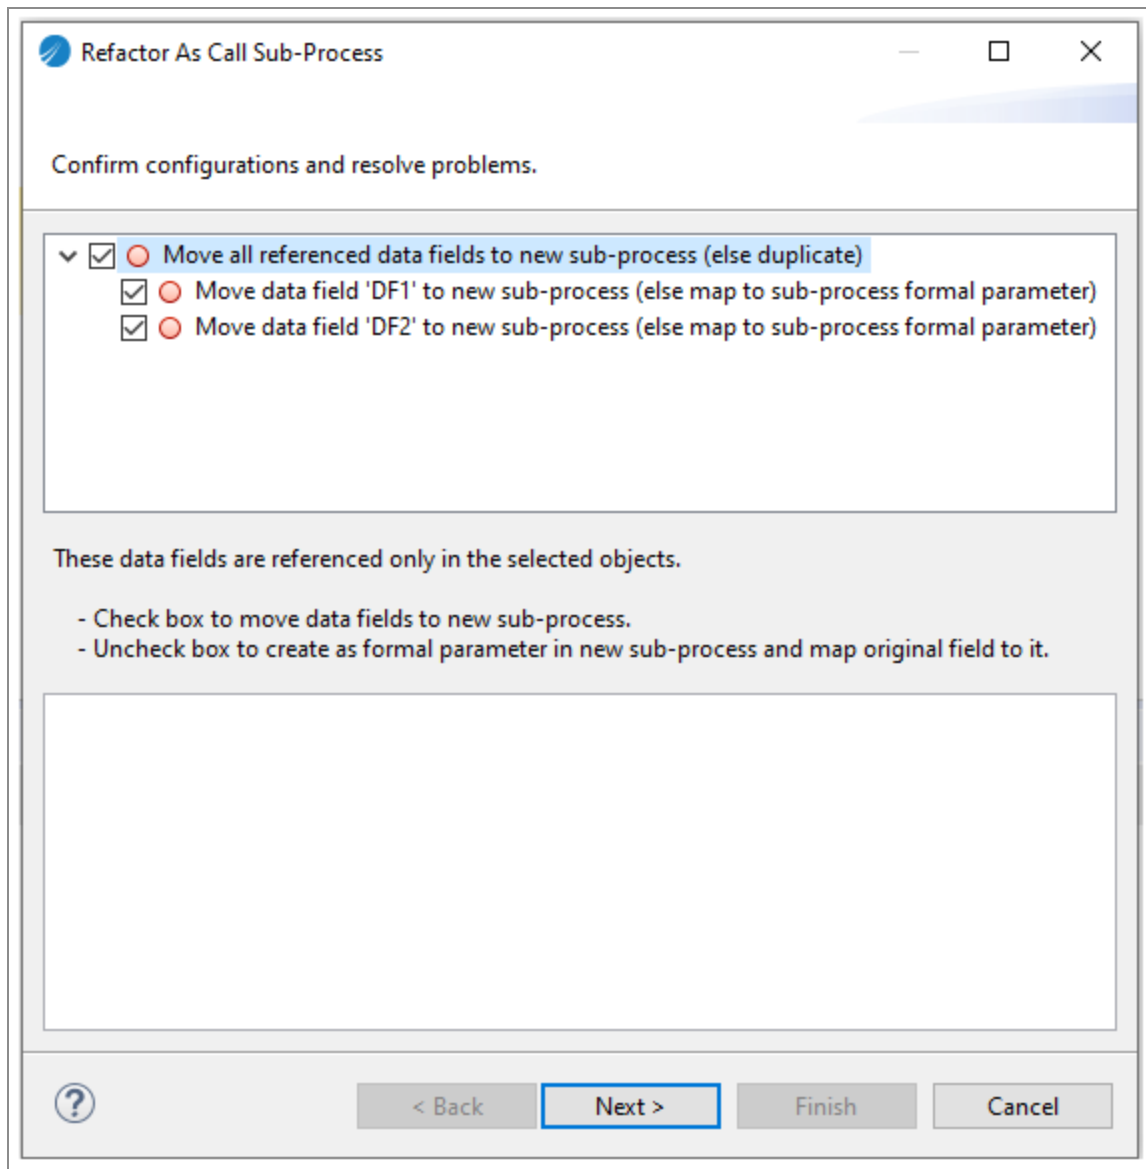 Refactor As Call Sub-Process
Confirm configurations and resolve problems.
Move all referenced data fields to new sub-process (else duplicate)
Move data field 'DF1' to new sub-process (else map to sub-process formal parameter)
Move data field 'DF2' to new sub-process (else map to sub-process formal parameter)
These data fields are referenced only in the selected objects.
- Check box to move data fields to new sub-process.
- Uncheck box to create as formal parameter in new sub-process and map original field to it.
? < Back Next > Finish Cancel